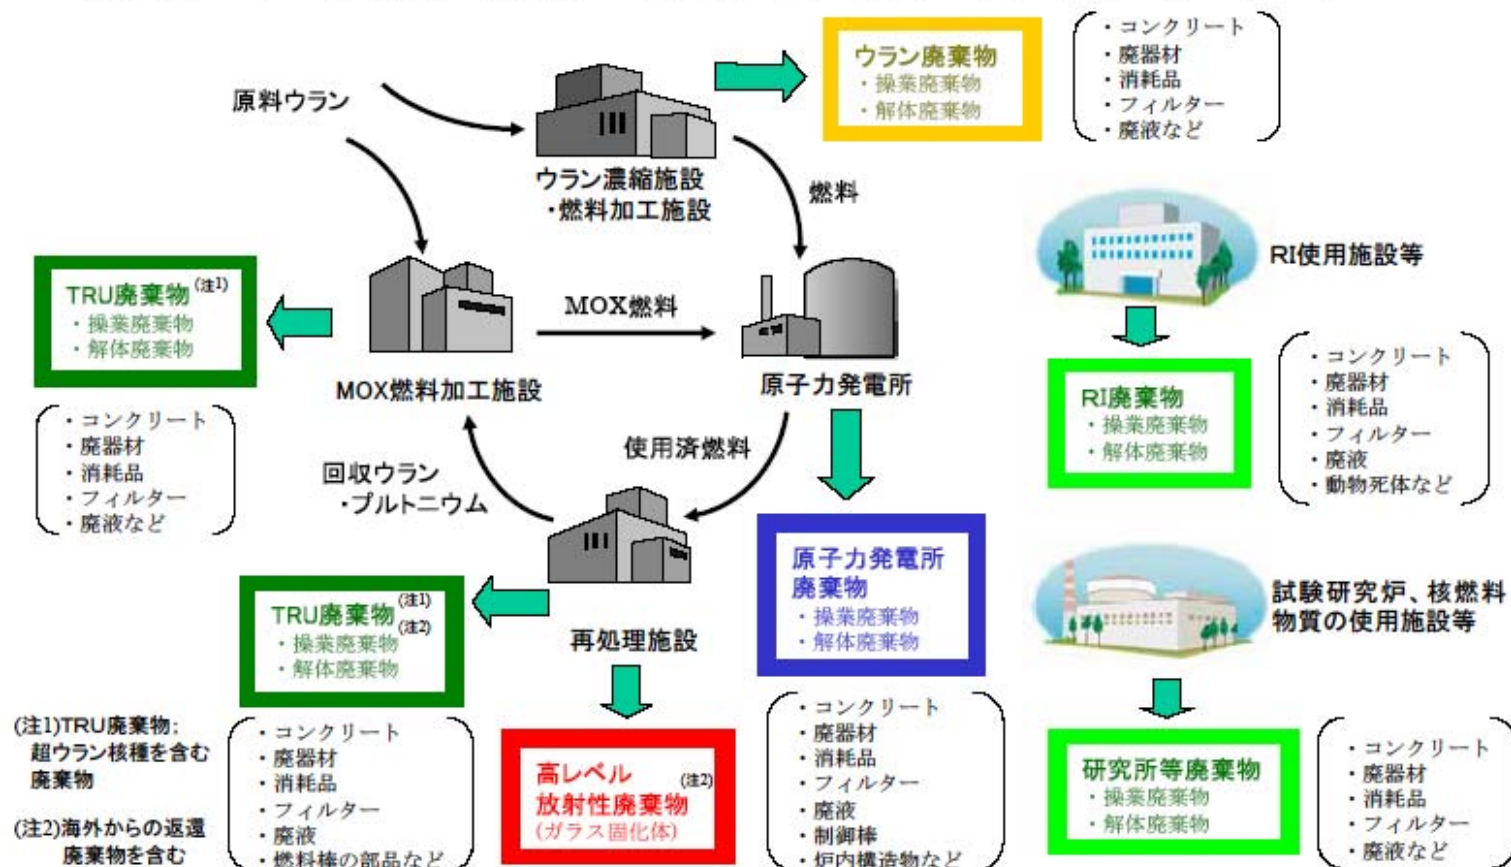 原料ウラン
ウラン濃縮施設
・燃料加工施設
ウラン廃棄物
・操業廃棄物
・解体廃棄物
・コンクリート
・廃器材
・消耗品
・フィルター
・廃液など
燃料
TRU廃棄物(注1)
・操業廃棄物
・解体廃棄物
・コンクリート
・廃器材
・消耗品
・フィルター
・廃液など
MOX燃料
MOX燃料加工施設
原子力発電所
使用済燃料
回収ウラン
・プルトニウム
再処理施設
TRU廃棄物(注1)
(注2)
・操業廃棄物
・解体廃棄物
・コンクリート
・廃器材
・消耗品
・フィルター
・廃液
・燃料棒の部品など
高レベル
放射性廃棄物(注2)
(ガラス固化体)
原子力発電所
廃棄物
・操業廃棄物
・解体廃棄物
・コンクリート
・廃器材
・消耗品
・フィルター
・廃液
・制御棒
・炉内構造物など
RI使用施設等
RI廃棄物
・操業廃棄物
・解体廃棄物
・コンクリート
・廃器材
・消耗品
・フィルター
・廃液
・動物死体など
試験研究炉、核燃料
物質の使用施設等
研究所等廃棄物
・操業廃棄物
・解体廃棄物
・コンクリート
・廃器材
・消耗品
・フィルター
・廃液など
(注1)TRU廃棄物:
超ウラン核種を含む
廃棄物
(注2)海外からの返還
廃棄物を含む